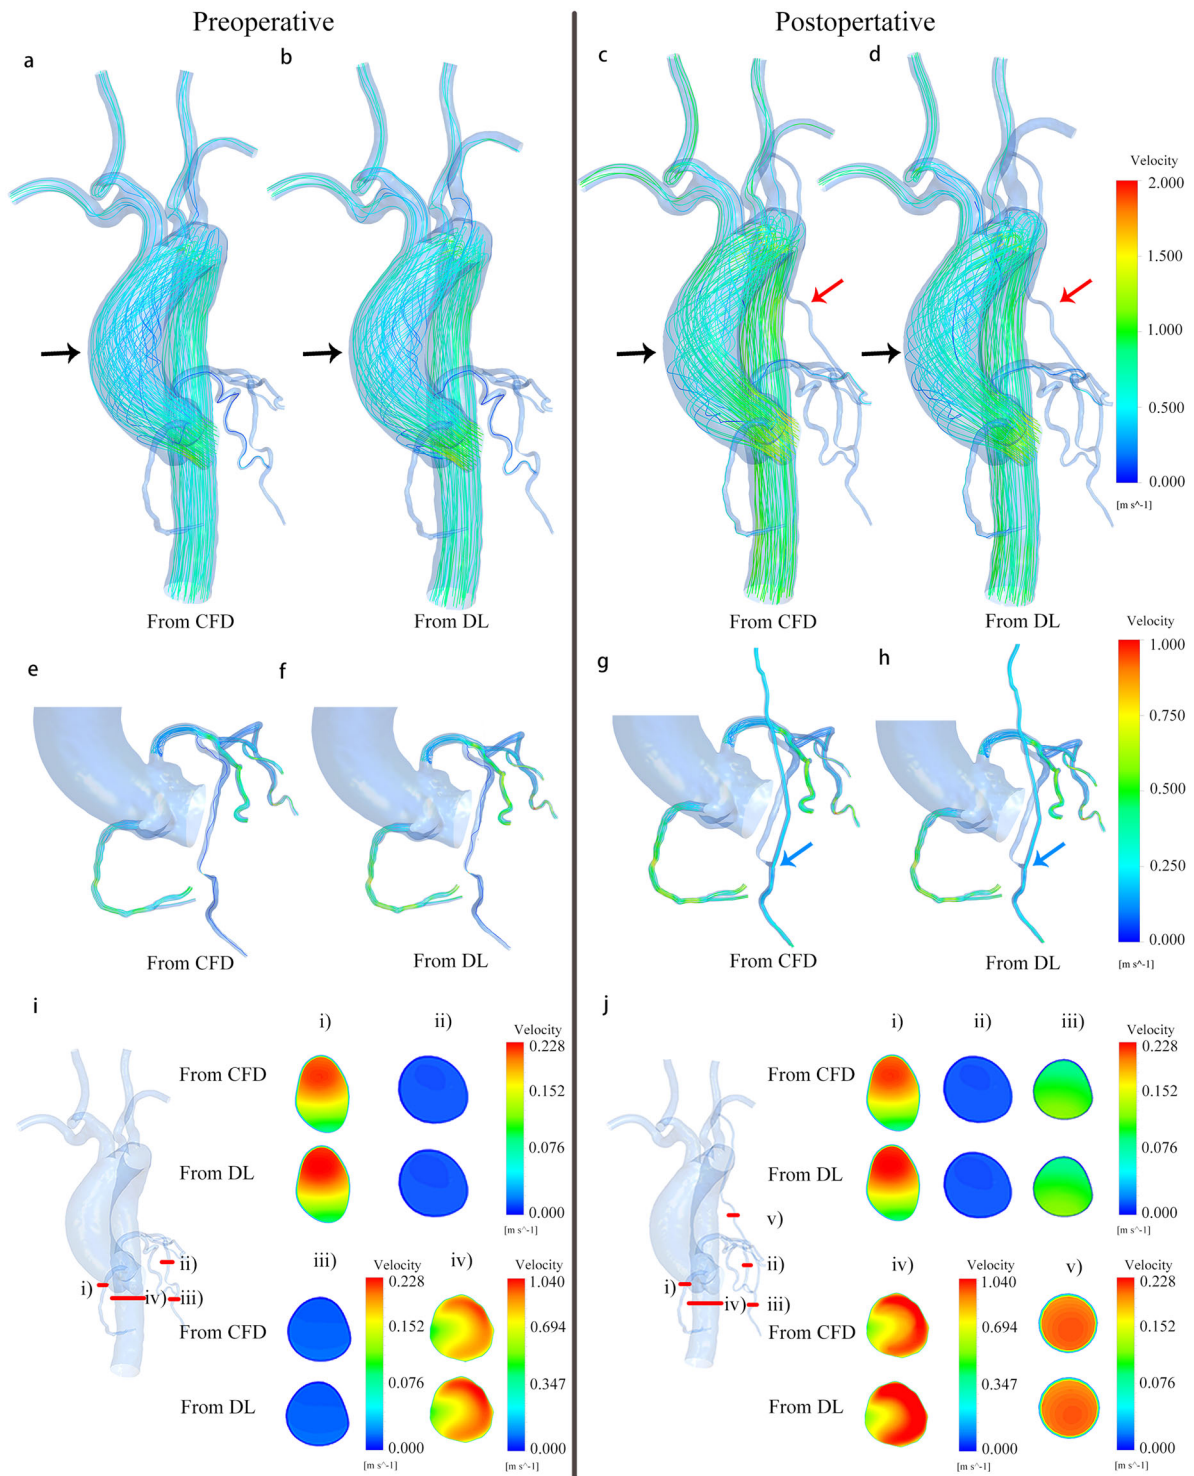 Preoperative
Postopertative
a
b
c
d
Velocity
2.000
1.500
1.000
0.500
0.000
[m s^-1]
From CFD
From DL
From CFD
From DL
e
f
g
h
Velocity
1.000
0.750
0.500
0.250
0.000
[m s^-1]
From CFD
From DL
From CFD
From DL
i
i)
ii)
Velocity
0.228
0.152
0.076
0.000
[m s^-1]
From CFD
From DL
iii)
iv)
Velocity
0.228
0.152
0.076
0.000
[m s^-1]
Velocity
1.040
0.694
0.347
0.000
[m s^-1]
From CFD
From DL
i)
ii)
iv)
iii)
j
i)
ii)
iii)
Velocity
0.228
0.152
0.076
0.000
[m s^-1]
From CFD
From DL
v)
ii)
i)
iv)
iii)
iv)
Velocity
1.040
0.694
0.347
0.000
[m s^-1]
v)
Velocity
0.228
0.152
0.076
0.000
[m s^-1]
From CFD
From DL